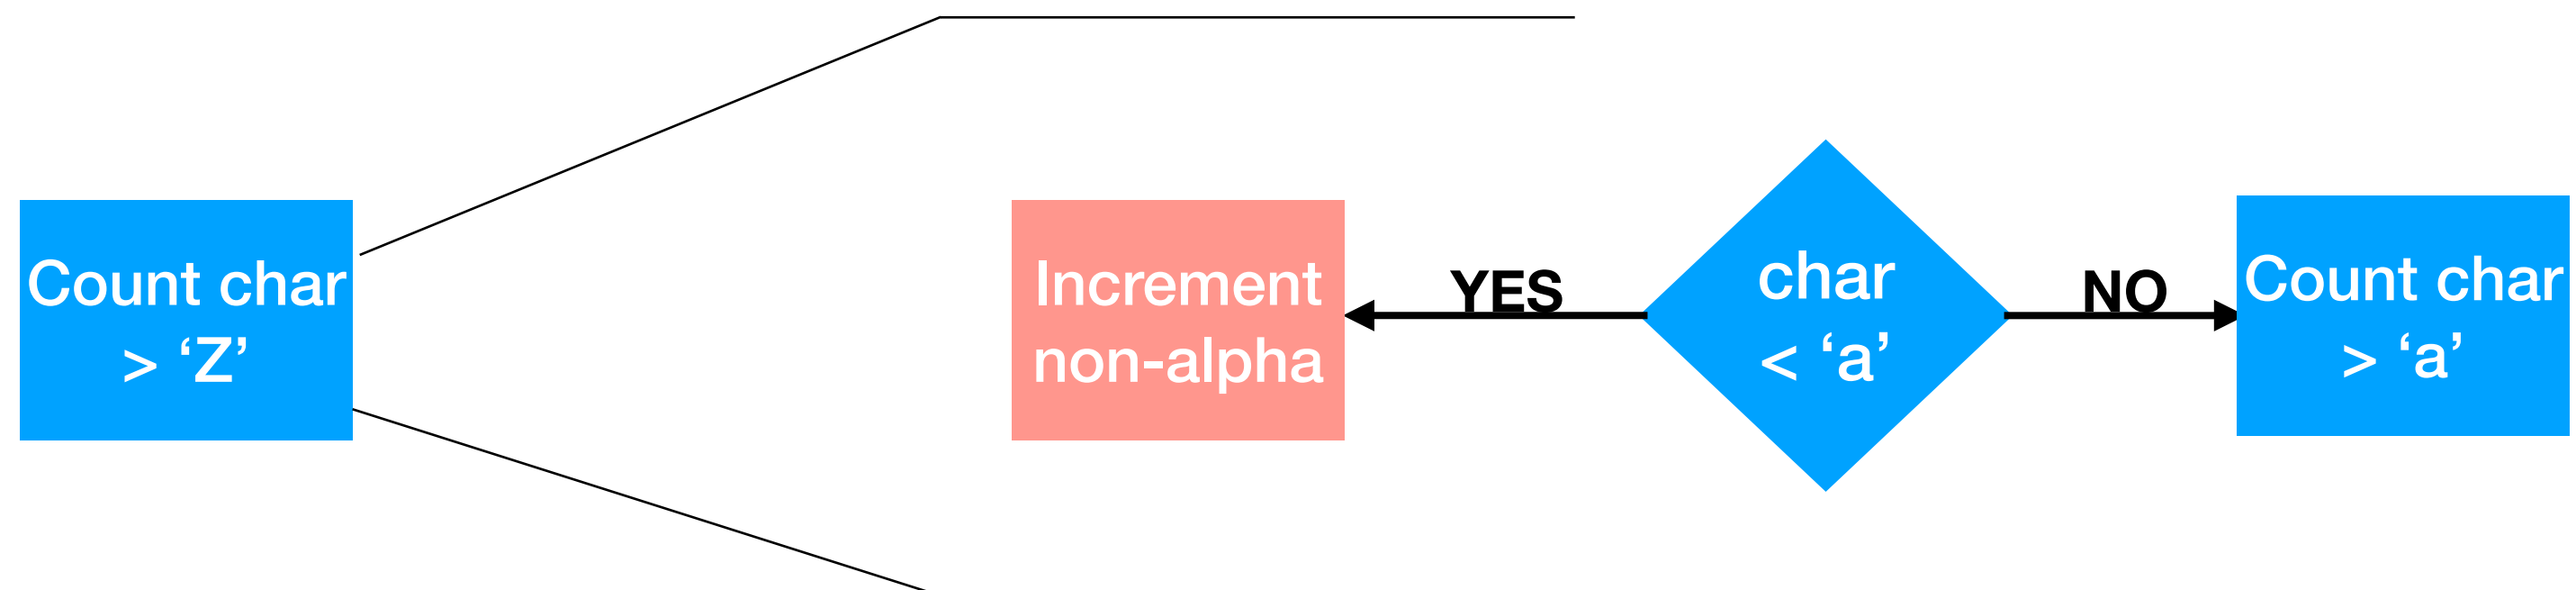 Count char
> ‘Z’
Increment
non-alpha
YES
char
< ‘a’
NO
Count char
> ‘a’